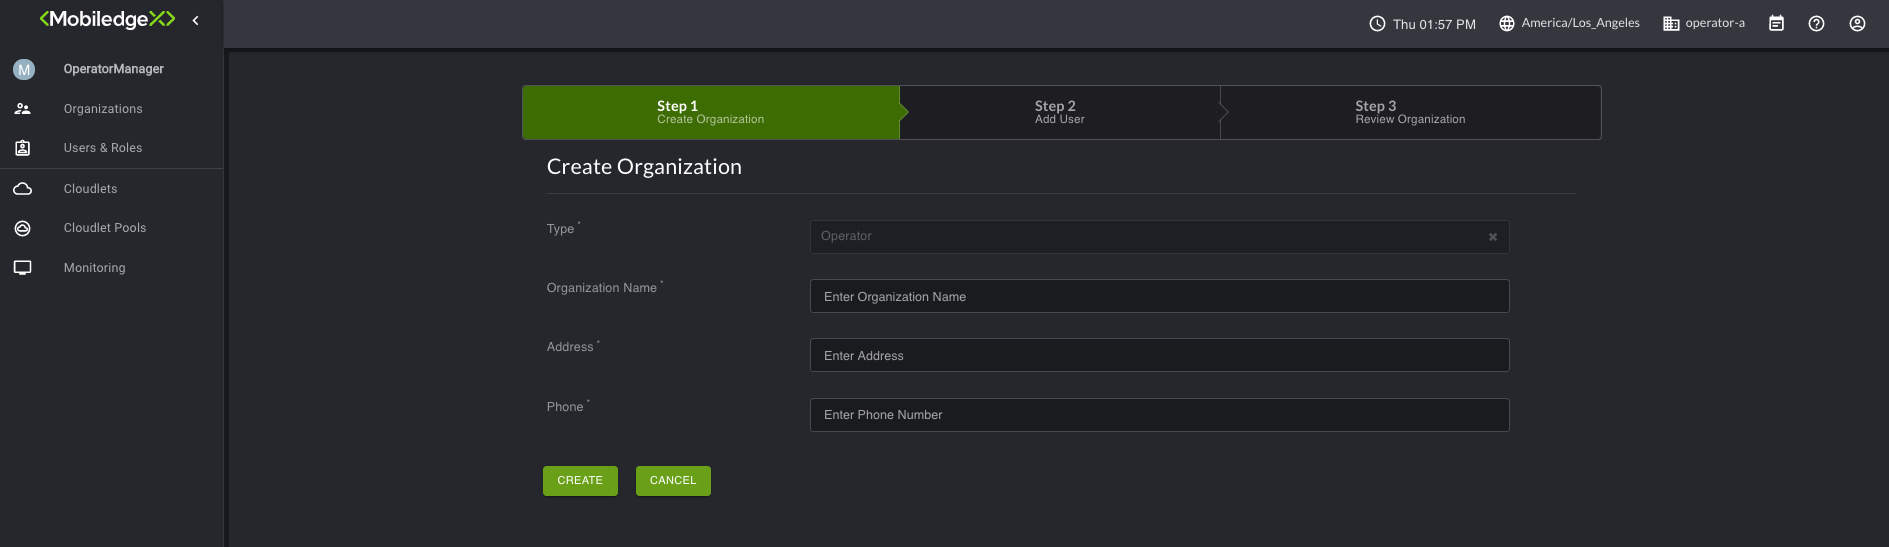 <MobiledgeX>
Thu 01:57 PM
America/Los_Angeles
operator-a
M
OperatorManager
Organizations
Users & Roles
Cloudlets
Cloudlet Pools
Monitoring
Step 1
Create Organization
Step 2
Add User
Step 3
Review Organization
Create Organization
Type *
Operator
Organization Name *
Enter Organization Name
Address *
Enter Address
Phone *
Enter Phone Number
CREATE
CANCEL